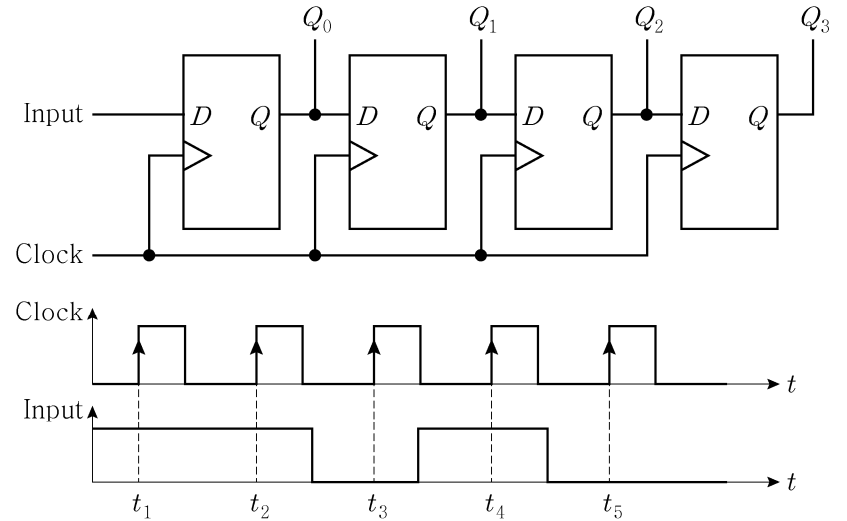 Q₀ Q₁ Q₂ Q₃
Input D Q D Q D Q D Q
Clock
Clock
t
Input
t
t₁ t₂ t₃ t₄ t₅